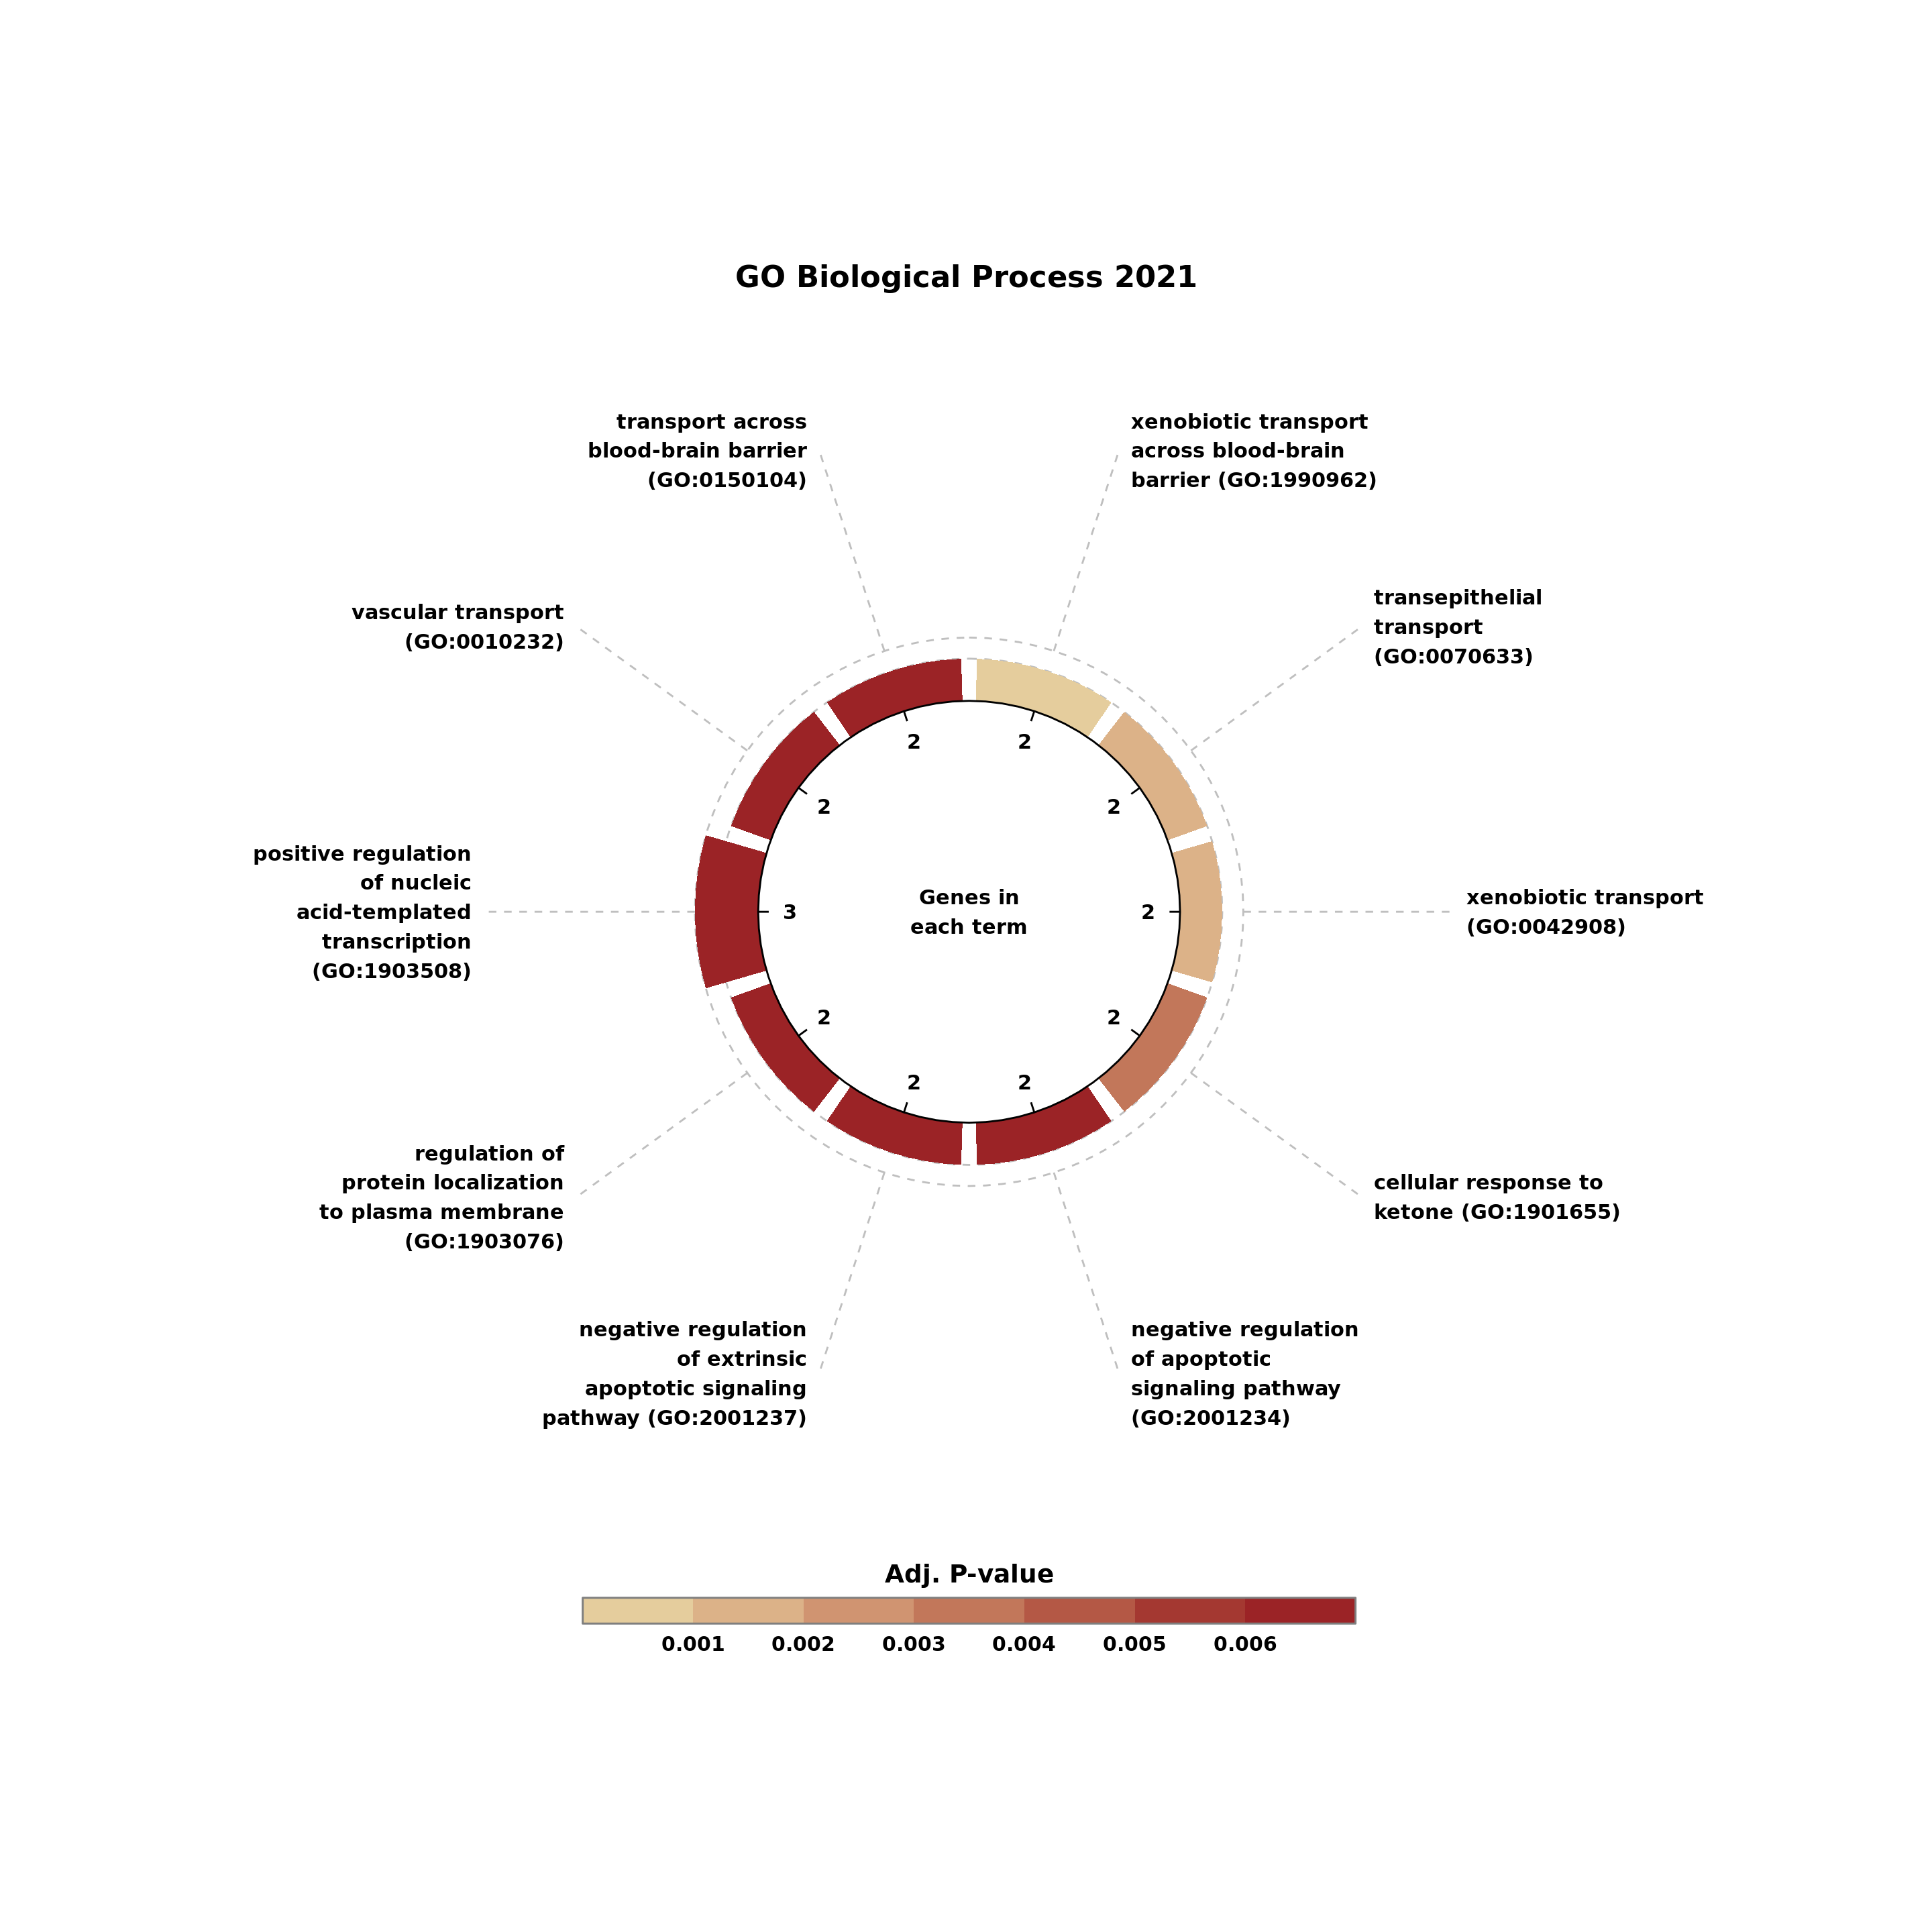 GO Biological Process 2021
transport across
blood-brain barrier
(GO:0150104)
xenobiotic transport
across blood-brain
barrier (GO:1990962)
vascular transport
(GO:0010232)
transepithelial
transport
(GO:0070633)
2
2
2
2
positive regulation
of nucleic
acid-templated
transcription
(GO:1903508)
3
Genes in
each term
2
xenobiotic transport
(GO:0042908)
2
2
2
2
regulation of
protein localization
to plasma membrane
(GO:1903076)
cellular response to
ketone (GO:1901655)
negative regulation
of extrinsic
apoptotic signaling
pathway (GO:2001237)
negative regulation
of apoptotic
signaling pathway
(GO:2001234)
Adj. P-value
0.001 0.002 0.003 0.004 0.005 0.006